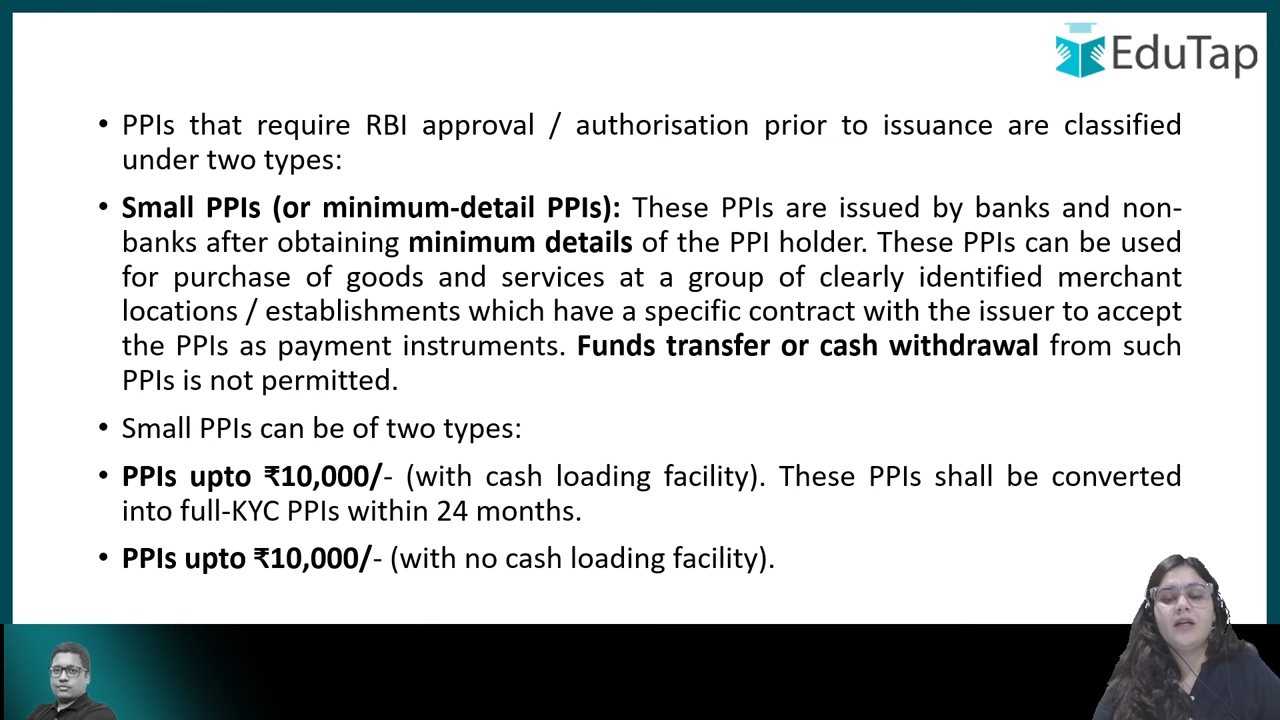 EduTap
• PPIs that require RBI approval / authorisation prior to issuance are classified
under two types:
• Small PPIs (or minimum-detail PPIs): These PPIs are issued by banks and non-
banks after obtaining minimum details of the PPI holder. These PPIs can be used
for purchase of goods and services at a group of clearly identified merchant
locations / establishments which have a specific contract with the issuer to accept
the PPIs as payment instruments. Funds transfer or cash withdrawal from such
PPIs is not permitted.
• Small PPIs can be of two types:
• PPIs upto ₹10,000/- (with cash loading facility). These PPIs shall be converted
into full-KYC PPIs within 24 months.
• PPIs upto ₹10,000/- (with no cash loading facility).